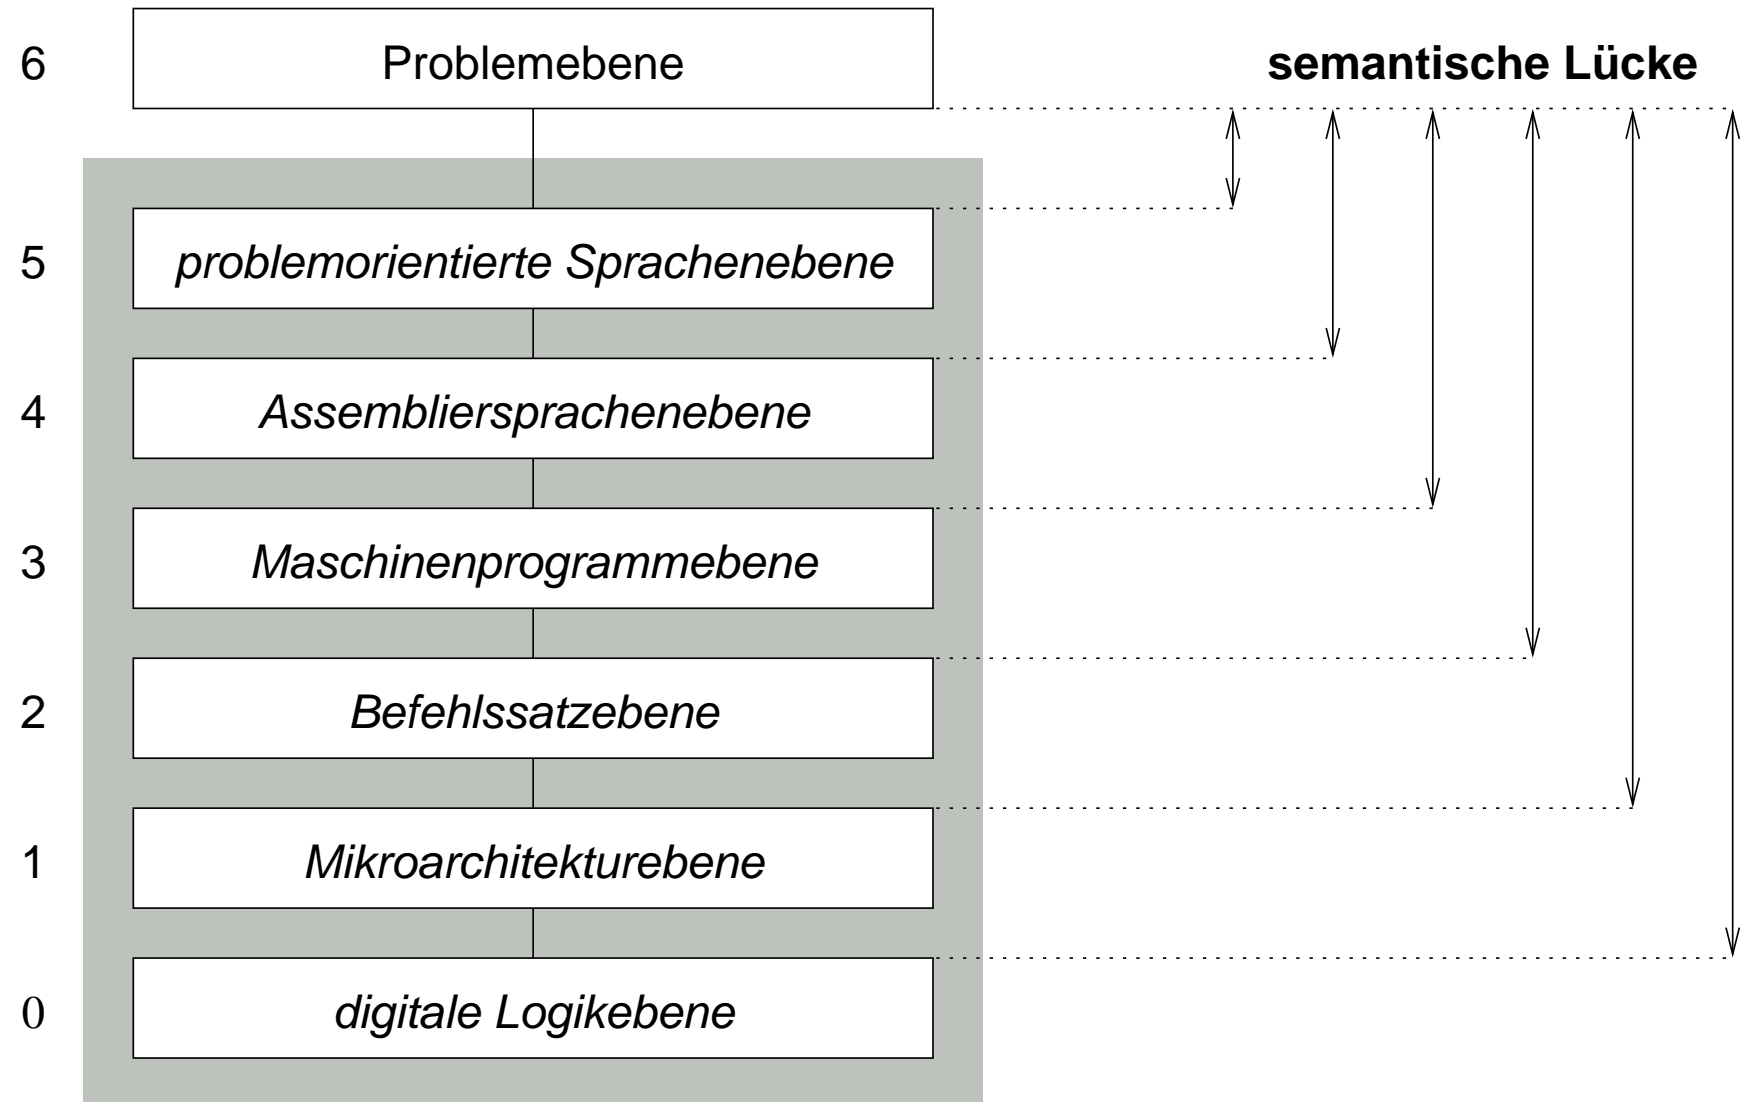 6 Problemebene semantische Lücke
5 problemorientierte Sprachenebene
4 Assembliersprachenebene
3 Maschinenprogrammebene
2 Befehlssatzebene
1 Mikroarchitekturebene
0 digitale Logikebene